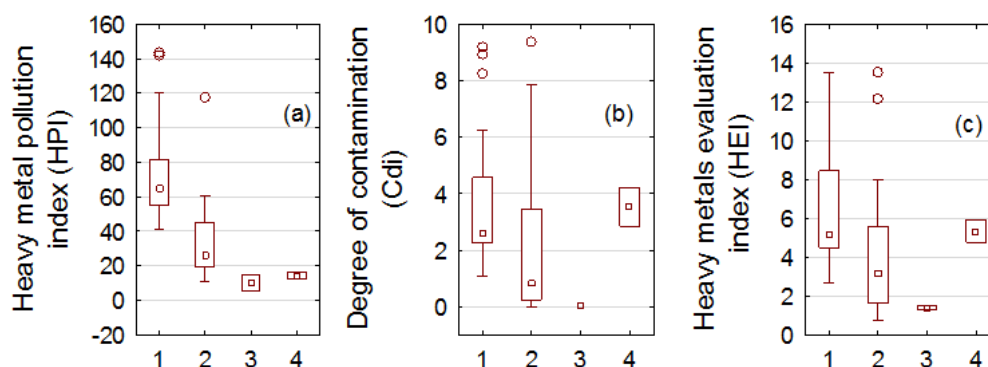 Heavy metal pollution
index (HPI)
160
140
120
100
80
60
40
20
0
-20
(a)
1 2 3 4
Degree of contamination
(Cdi)
10
8
6
4
2
0
(b)
1 2 3 4
Heavy metals evaluation
index (HEI)
16
14
12
10
8
6
4
2
0
(c)
1 2 3 4